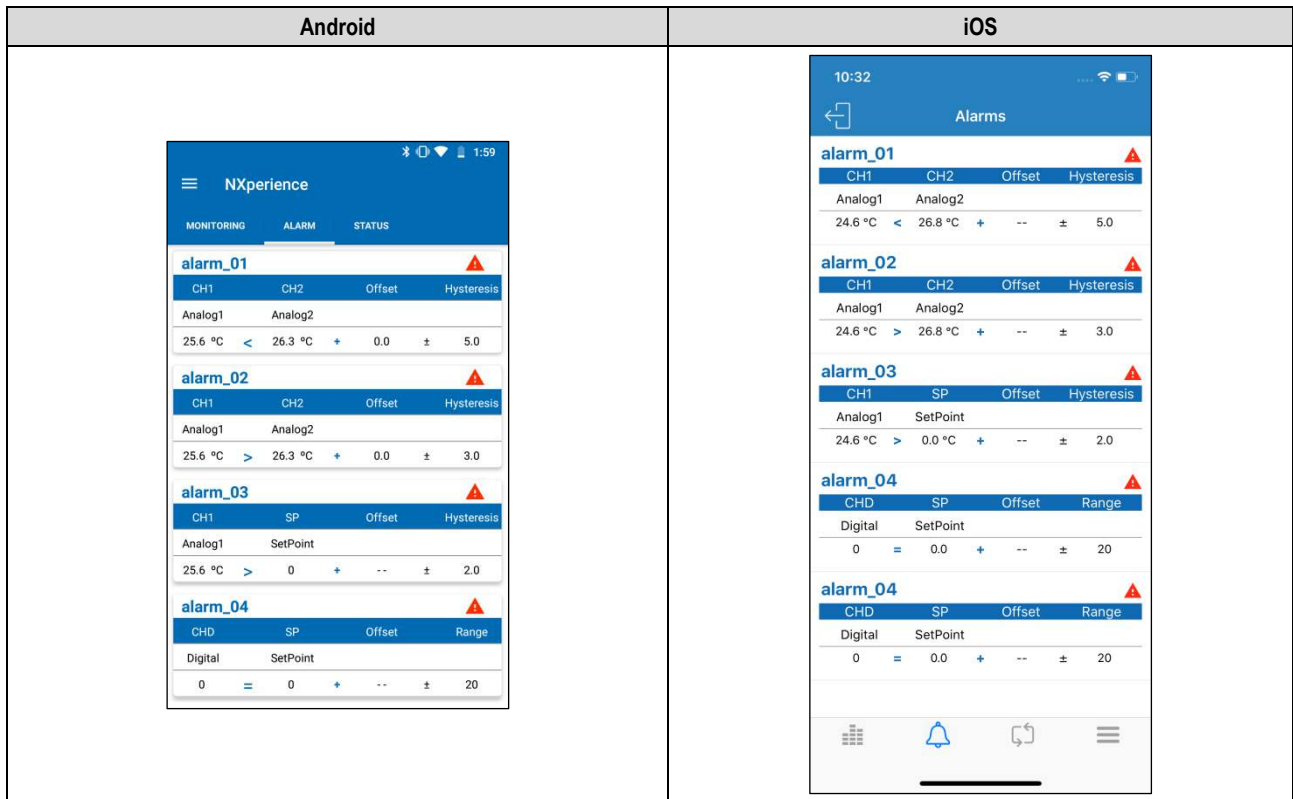 Android
iOS
1:59
NXperience
MONITORING ALARM STATUS
alarm_01
CH1 CH2 Offset Hysteresis
Analog1 Analog2
25.6 ºC < 26.3 ºC + 0.0 ± 5.0
alarm_02
CH1 CH2 Offset Hysteresis
Analog1 Analog2
25.6 ºC > 26.3 ºC + 0.0 ± 3.0
alarm_03
CH1 SP Offset Hysteresis
Analog1 SetPoint
25.6 ºC > 0 + -- ± 2.0
alarm_04
CHD SP Offset Range
Digital SetPoint
0 = 0 + -- ± 20
10:32
Alarms
alarm_01
CH1 CH2 Offset Hysteresis
Analog1 Analog2
24.6 °C < 26.8 °C + -- ± 5.0
alarm_02
CH1 CH2 Offset Hysteresis
Analog1 Analog2
24.6 °C > 26.8 °C + -- ± 3.0
alarm_03
CH1 SP Offset Hysteresis
Analog1 SetPoint
24.6 °C > 0.0 °C + -- ± 2.0
alarm_04
CHD SP Offset Range
Digital SetPoint
0 = 0.0 + -- ± 20
alarm_04
CHD SP Offset Range
Digital SetPoint
0 = 0.0 + -- ± 20